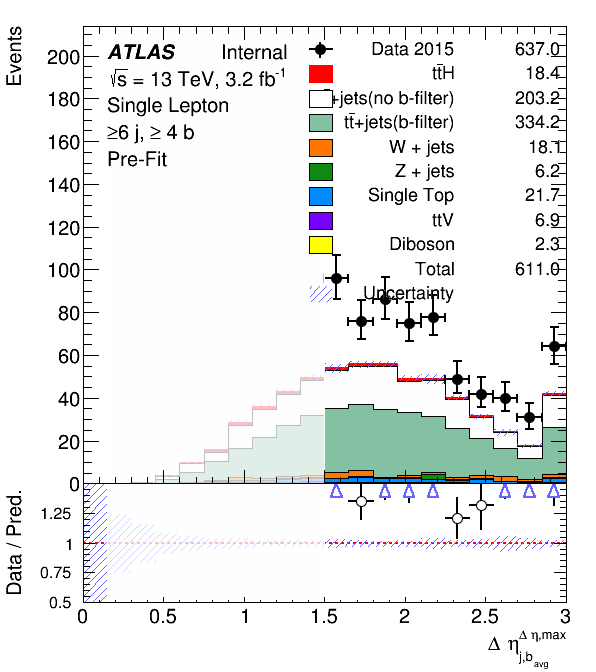 Events
ATLAS Internal
√s = 13 TeV, 3.2 fb-1
Single Lepton
≥6 j, ≥ 4 b
Pre-Fit
Data 2015 637.0
tt̄H 18.4
+jets(no b-filter) 203.2
tt̄+jets(b-filter) 334.2
W + jets 18.1
Z + jets 6.2
Single Top 21.7
ttV 6.9
Diboson 2.3
Total 611.0
Uncertainty
200
180
160
140
120
100
80
60
40
20
0
Data / Pred.
1.25
1
0.75
0.5
0 0.5 1 1.5 2 2.5 3
Δ η Δ η,max j,b avg